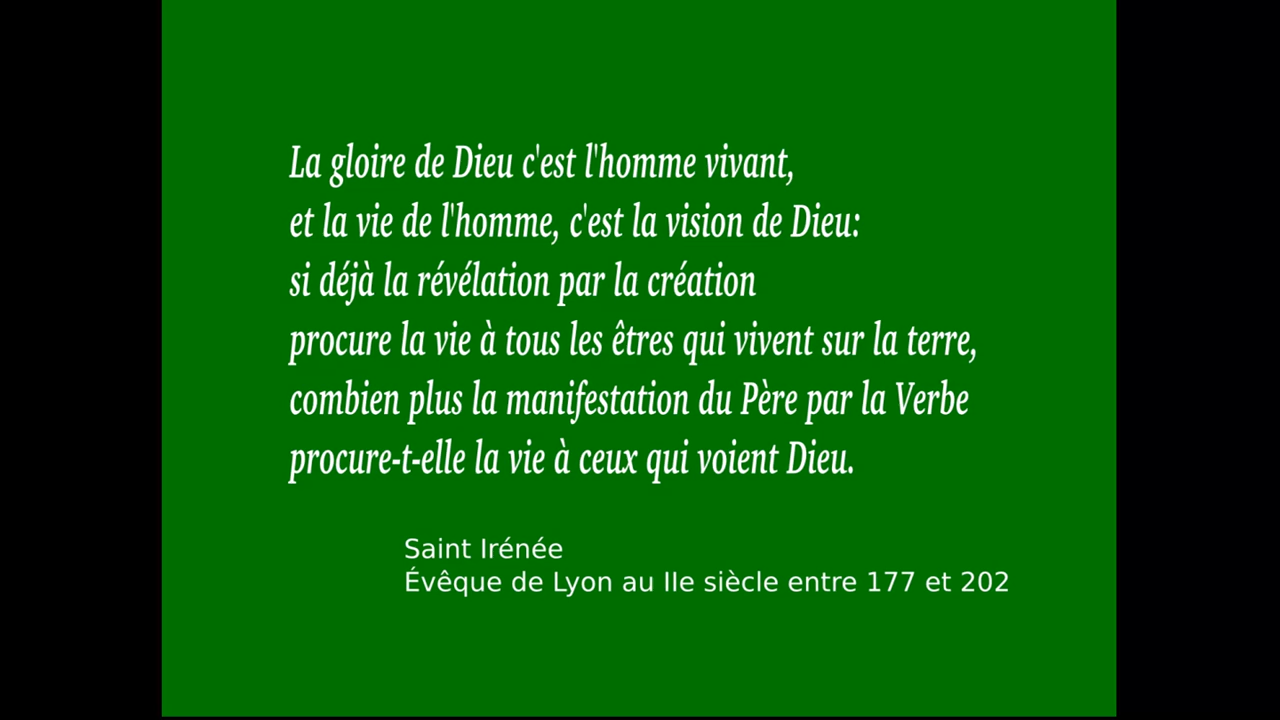 La gloire de Dieu c'est l'homme vivant,
et la vie de l'homme, c'est la vision de Dieu:
si déjà la révélation par la création
procure la vie à tous les êtres qui vivent sur la terre,
combien plus la manifestation du Père par la Verbe
procure-t-elle la vie à ceux qui voient Dieu.
Saint Irénée
Évêque de Lyon au IIe siècle entre 177 et 202